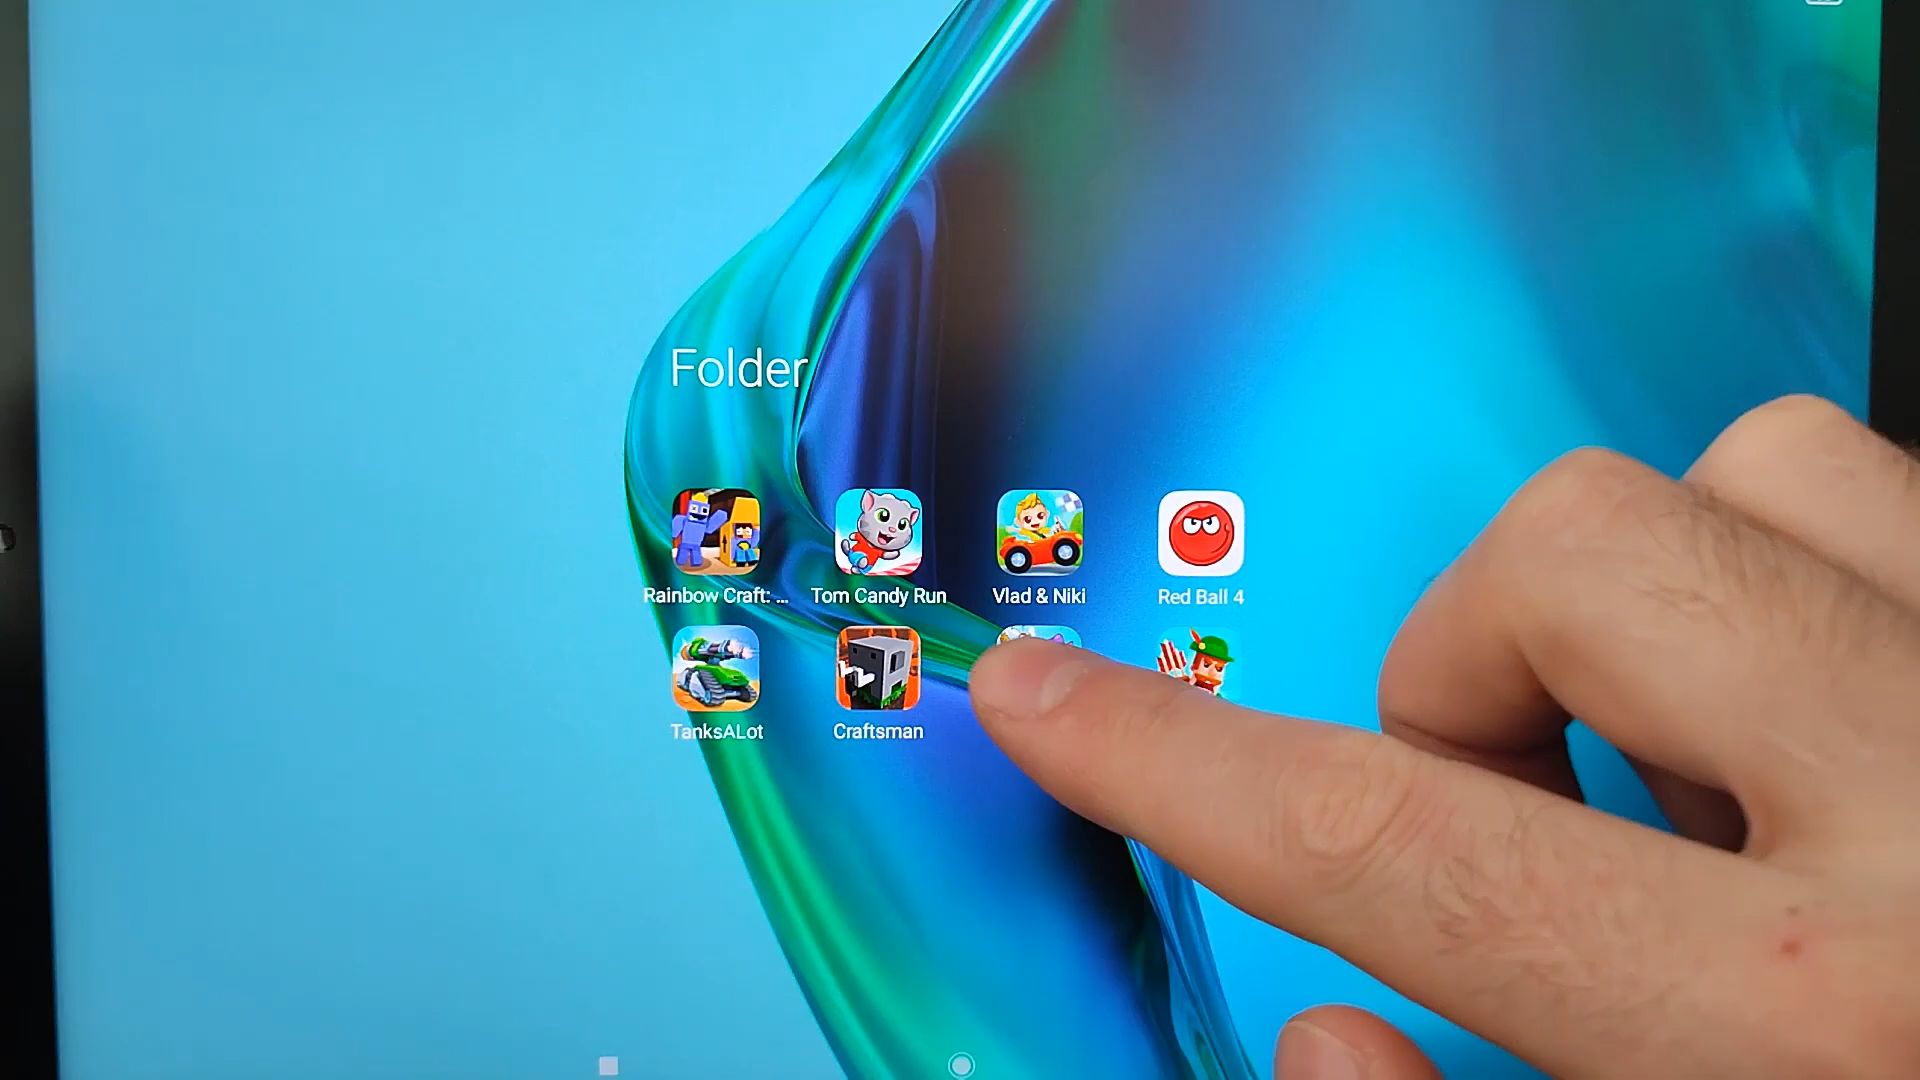 Folder
Rainbow Craft: ...
Tom Candy Run
Vlad & Niki
Red Ball 4
TanksALot
Craftsman